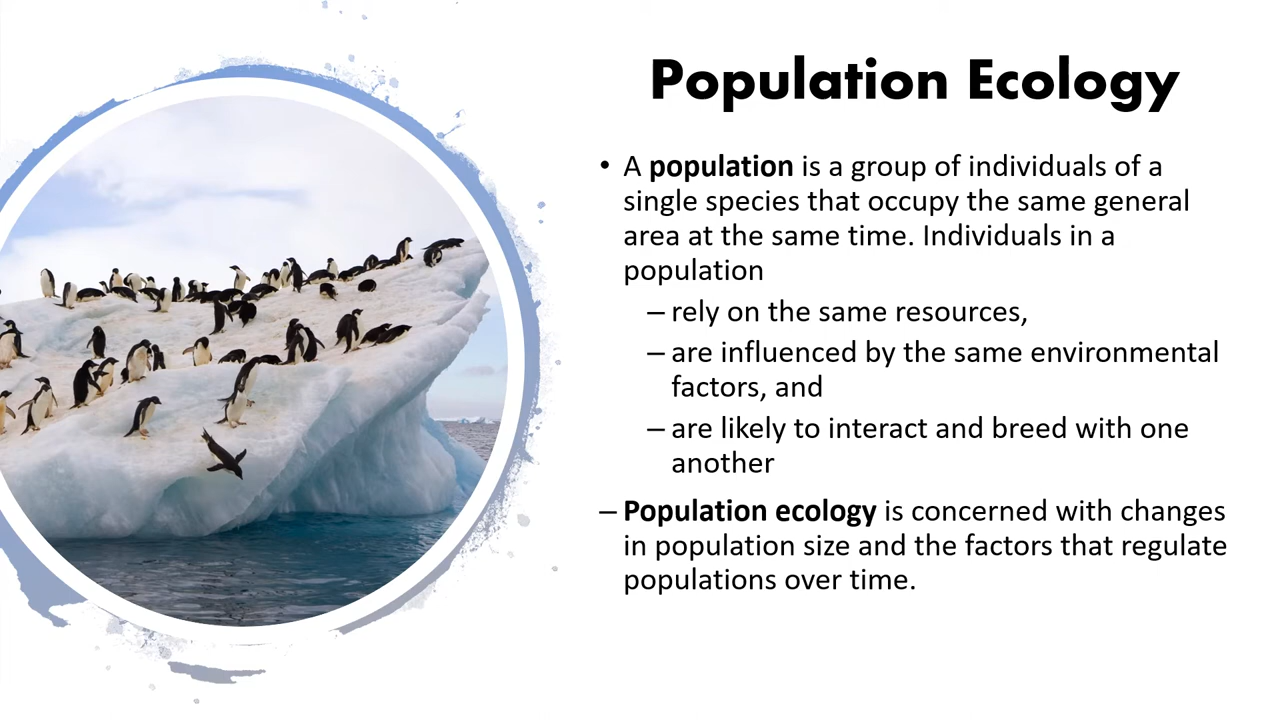 Population Ecology
• A population is a group of individuals of a
single species that occupy the same general
area at the same time. Individuals in a
population
– rely on the same resources,
– are influenced by the same environmental
factors, and
– are likely to interact and breed with one
another
– Population ecology is concerned with changes
in population size and the factors that regulate
populations over time.